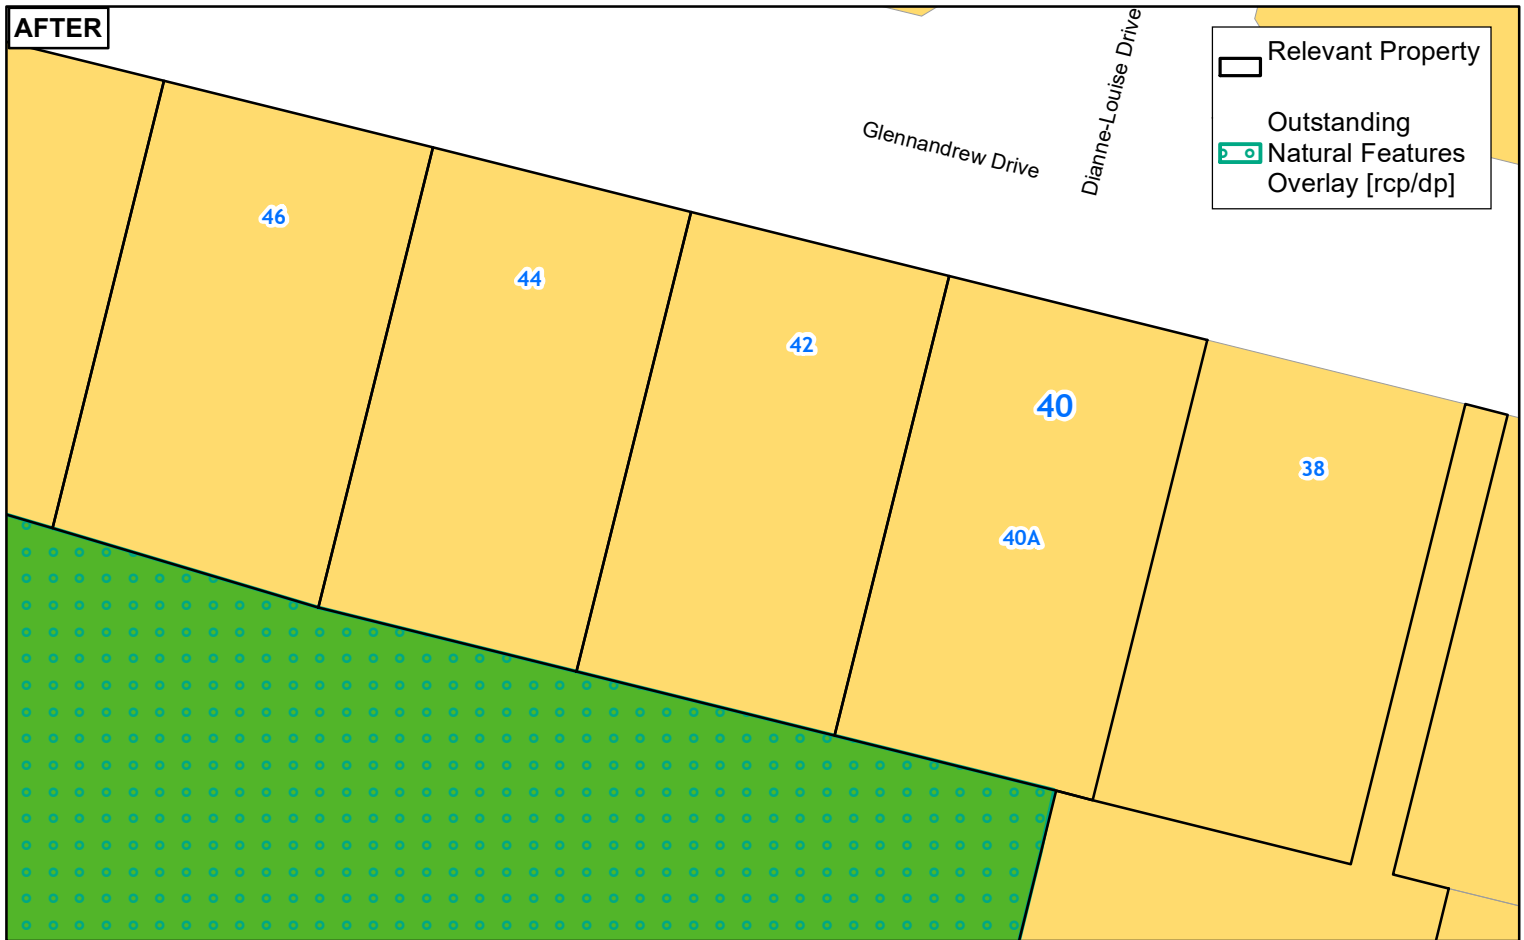 AFTER
Dianne-Louise Drive
Glennandrew Drive
Relevant Property
Outstanding
Natural Features
Overlay [rcp/dp]
46
44
42
40
38
40A